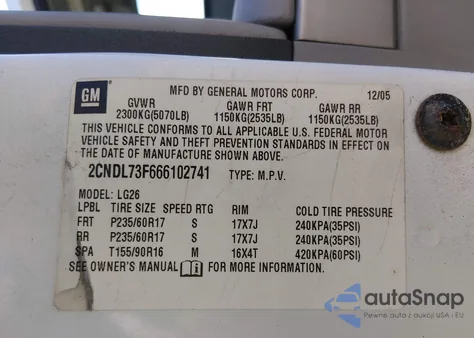 GM
MFD BY GENERAL MOTORS CORP. 12/05
GVWR GAWR FRT GAWR RR
2300KG(5070LB) 1150KG(2535LB) 1150KG(2535LB)
THIS VEHICLE CONFORMS TO ALL APPLICABLE U.S. FEDERAL MOTOR
VEHICLE SAFETY AND THEFT PREVENTION STANDARDS IN EFFECT ON
THE DATE OF MANUFACTURE SHOWN ABOVE.
2CNDL73F666102741 TYPE: M.P.V.
MODEL: LG26
LPBL TIRE SIZE SPEED RTG RIM COLD TIRE PRESSURE
FRT P235/60R17 S 17X7J 240KPA(35PSI)
RR P235/60R17 S 17X7J 240KPA(35PSI)
SPA T155/90R16 M 16X4T 420KPA(60PSI)
SEE OWNER'S MANUAL FOR MORE INFORMATION.
autoSnap
Pewne auta z aukcji USA i EU